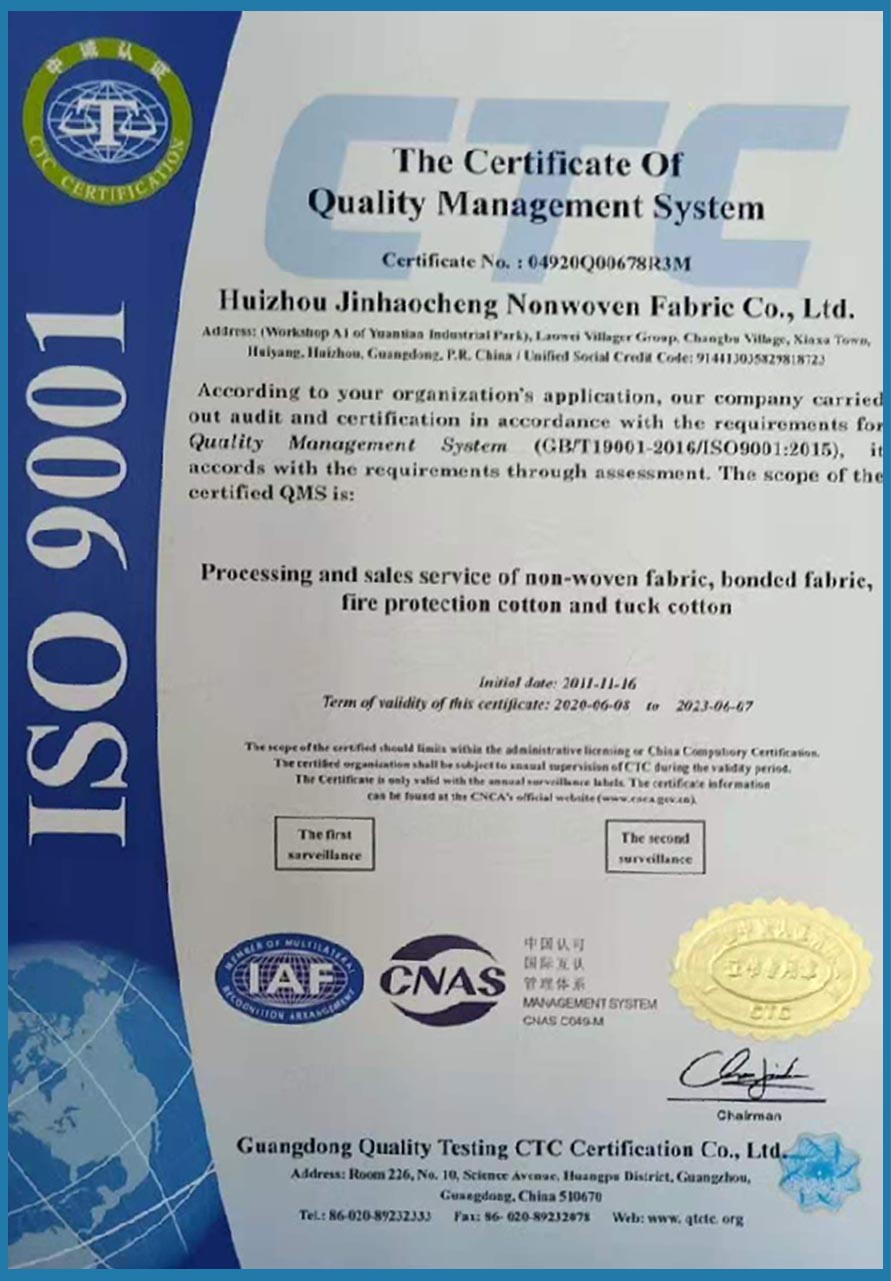 中诚认证
CTC CERTIFICATION
CTC
ISO 9001
The Certificate Of
Quality Management System
Certificate No. : 04920Q00678R3M
Huizhou Jinhaocheng Nonwoven Fabric Co., Ltd.
Address: (Workshop A1 of Yuantian Industrial Park), Laowei Villager Group, Changbu Village, Xinxu Town,
Huiyang, Huizhou, Guangdong, P.R. China / Unified Social Credit Code:
According to your organization's application, our company carried
out audit and certification in accordance with the requirements for
Quality Management System (GB/T19001-2016/ISO9001:2015), it
accords with the requirements through assessment. The scope of the
certified QMS is:
Processing and sales service of non-woven fabric, bonded fabric,
fire protection cotton and tuck cotton
Initial date: 2011-11-16
Term of validity of this certificate: 2020-06-08 to 2023-06-07
The scope of the certified should limits within the administrative licensing or China Compulsory Certification.
The certified organization shall be subject to annual supervision of CTC during the validity period.
The Certificate is only valid with the annual surveillance labels. The certificate information
can be found at the CNCA's official website (www.cnca.gov.cn).
The first
surveillance
The second
surveillance
MEMBER OF MULTILATERAL
IAF
RECOGNITION ARRANGEMENT
CNAS
中国认可
国际互认
管理体系
MANAGEMENT SYSTEM
CNAS C049-M
CTC
Chairman
Guangdong Quality Testing CTC Certification Co., Ltd.
Address: Room 226, No. 10, Science Avenue, Huangpu District, Guangzhou,
Guangdong, China 510670
Tel.: 86-020-89232333 Fax: 86- 020-89232078 Web: www. qtctc. org